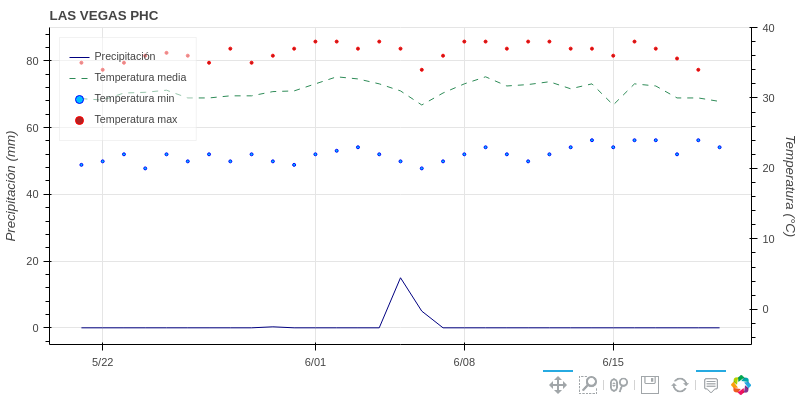 LAS VEGAS PHC
Precipitación
Temperatura media
Temperatura min
Temperatura max
Precipitación (mm)
80
60
40
20
0
40
30
20
10
0
Temperatura (°C)
5/22
6/01
6/08
6/15